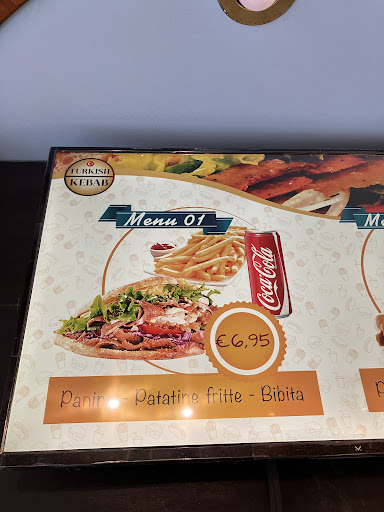 TURKISH
KEBAB
Menu 01
Coca-Cola
€6,95
Panino - Patatine fritte - Bibita